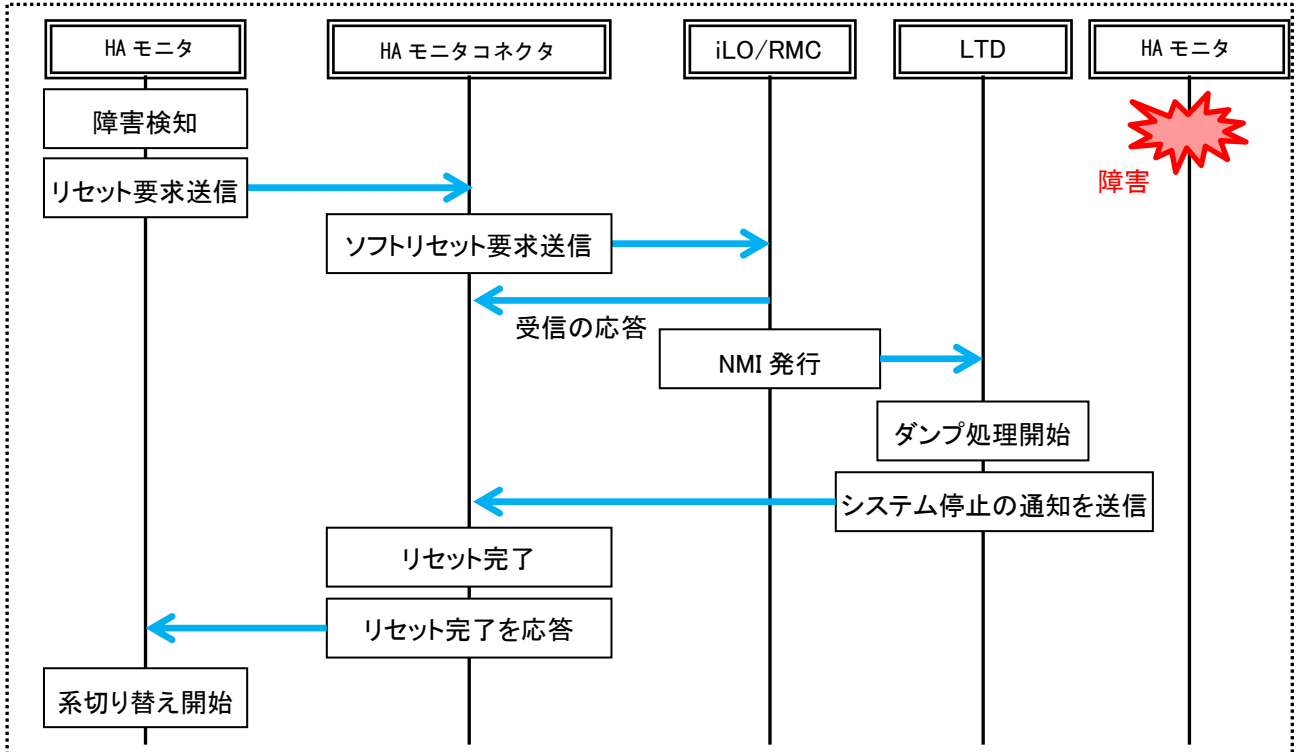 HA モニタ
HA モニタコネクタ
iLO/RMC
LTD
HA モニタ
障害検知
障害
リセット要求送信
ソフトリセット要求送信
受信の応答
NMI 発行
ダンプ処理開始
システム停止の通知を送信
リセット完了
リセット完了を応答
系切り替え開始